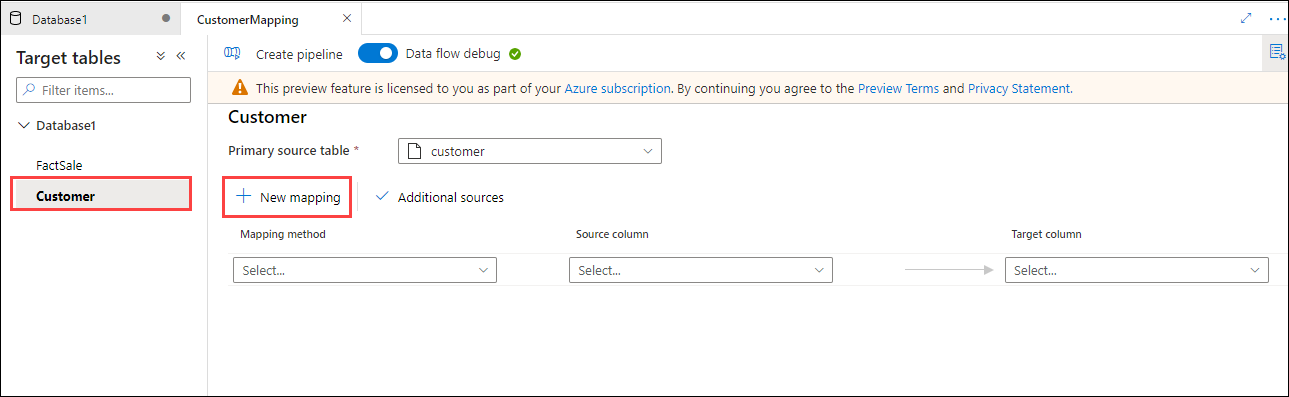 Database1
CustomerMapping
Target tables
Create pipeline
Data flow debug
Filter items...
This preview feature is licensed to you as part of your Azure subscription. By continuing you agree to the Preview Terms and Privacy Statement.
Database1
FactSale
Customer
Customer
Primary source table *
customer
New mapping
Additional sources
Mapping method
Source column
Target column
Select...
Select...
Select...